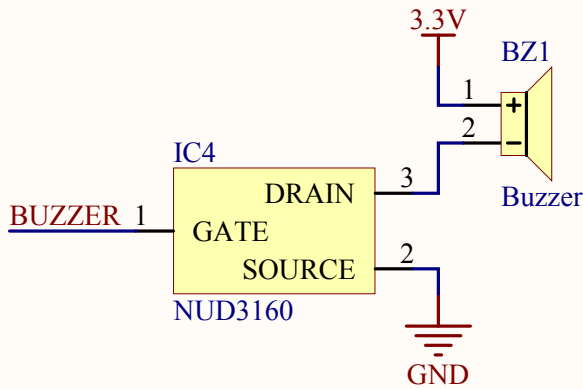 3.3V
BZ1
1
+
2
-
Buzzer
IC4
DRAIN 3
BUZZER 1
GATE
SOURCE 2
NUD3160
GND